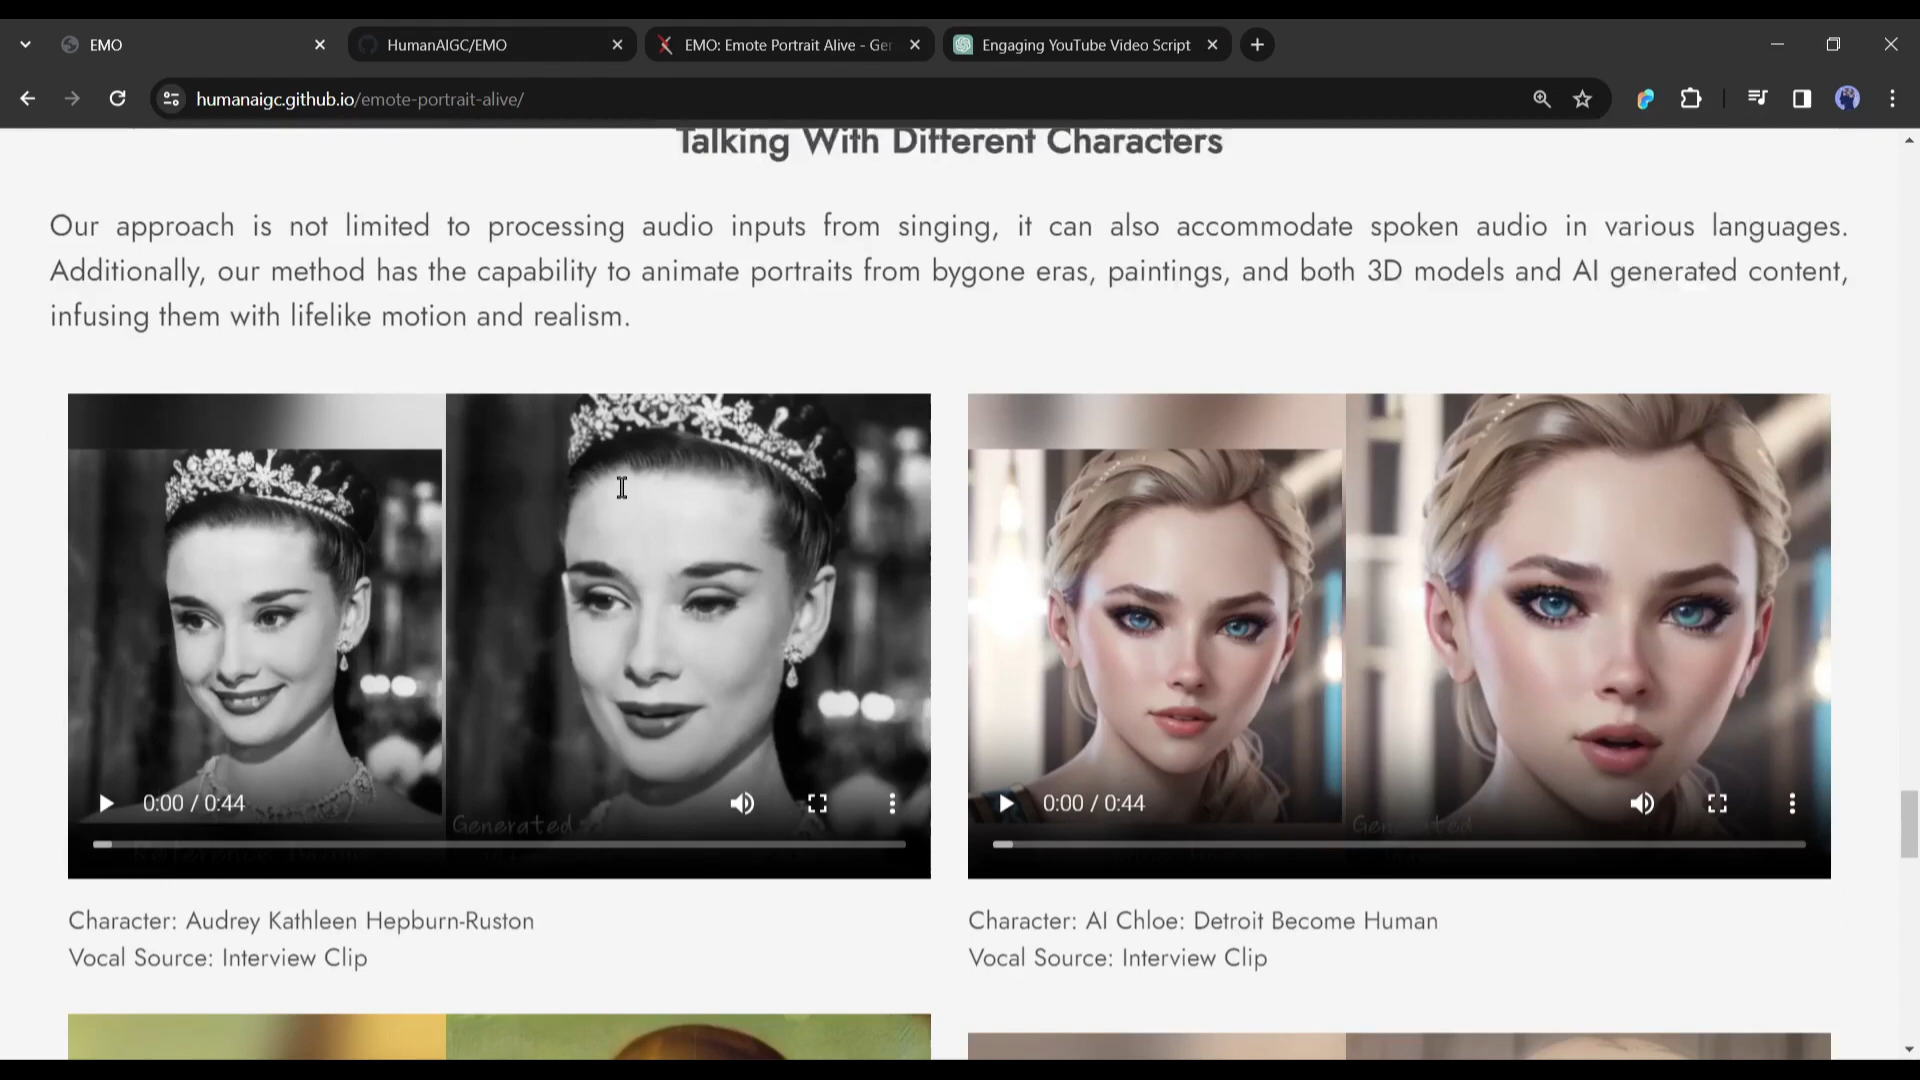 EMO
HumanAIGC/EMO
EMO: Emote Portrait Alive - Ge
Engaging YouTube Video Script
humanaigc.github.io/emote-portrait-alive/
Talking With Different Characters
Our approach is not limited to processing audio inputs from singing, it can also accommodate spoken audio in various languages.
Additionally, our method has the capability to animate portraits from bygone eras, paintings, and both 3D models and AI generated content,
infusing them with lifelike motion and realism.
0:00 / 0:44
Generated
Reference Image
0:00 / 0:44
Generated
Character: Audrey Kathleen Hepburn-Ruston
Vocal Source: Interview Clip
Character: AI Chloe: Detroit Become Human
Vocal Source: Interview Clip